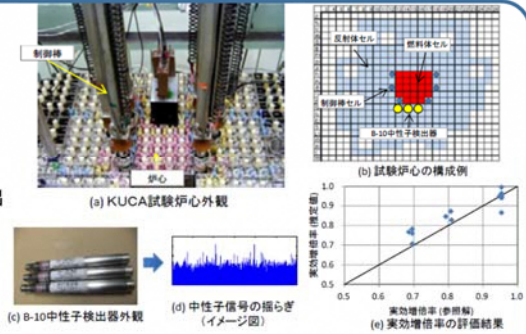 制御棒
炉心
(a) KUCA試験炉心外観
反射体セル
燃料体セル
制御棒セル
B-10中性子検出器
(b) 試験炉心の構成例
出
(c) B-10中性子検出器外観
(d) 中性子信号の揺らぎ
(イメージ図)
実効増倍率 (推定値)
1.0
0.9
0.8
0.7
0.6
0.5
0.5 0.6 0.7 0.8 0.9 1.0
実効増倍率 (参照解)
(e) 実効増倍率の評価結果